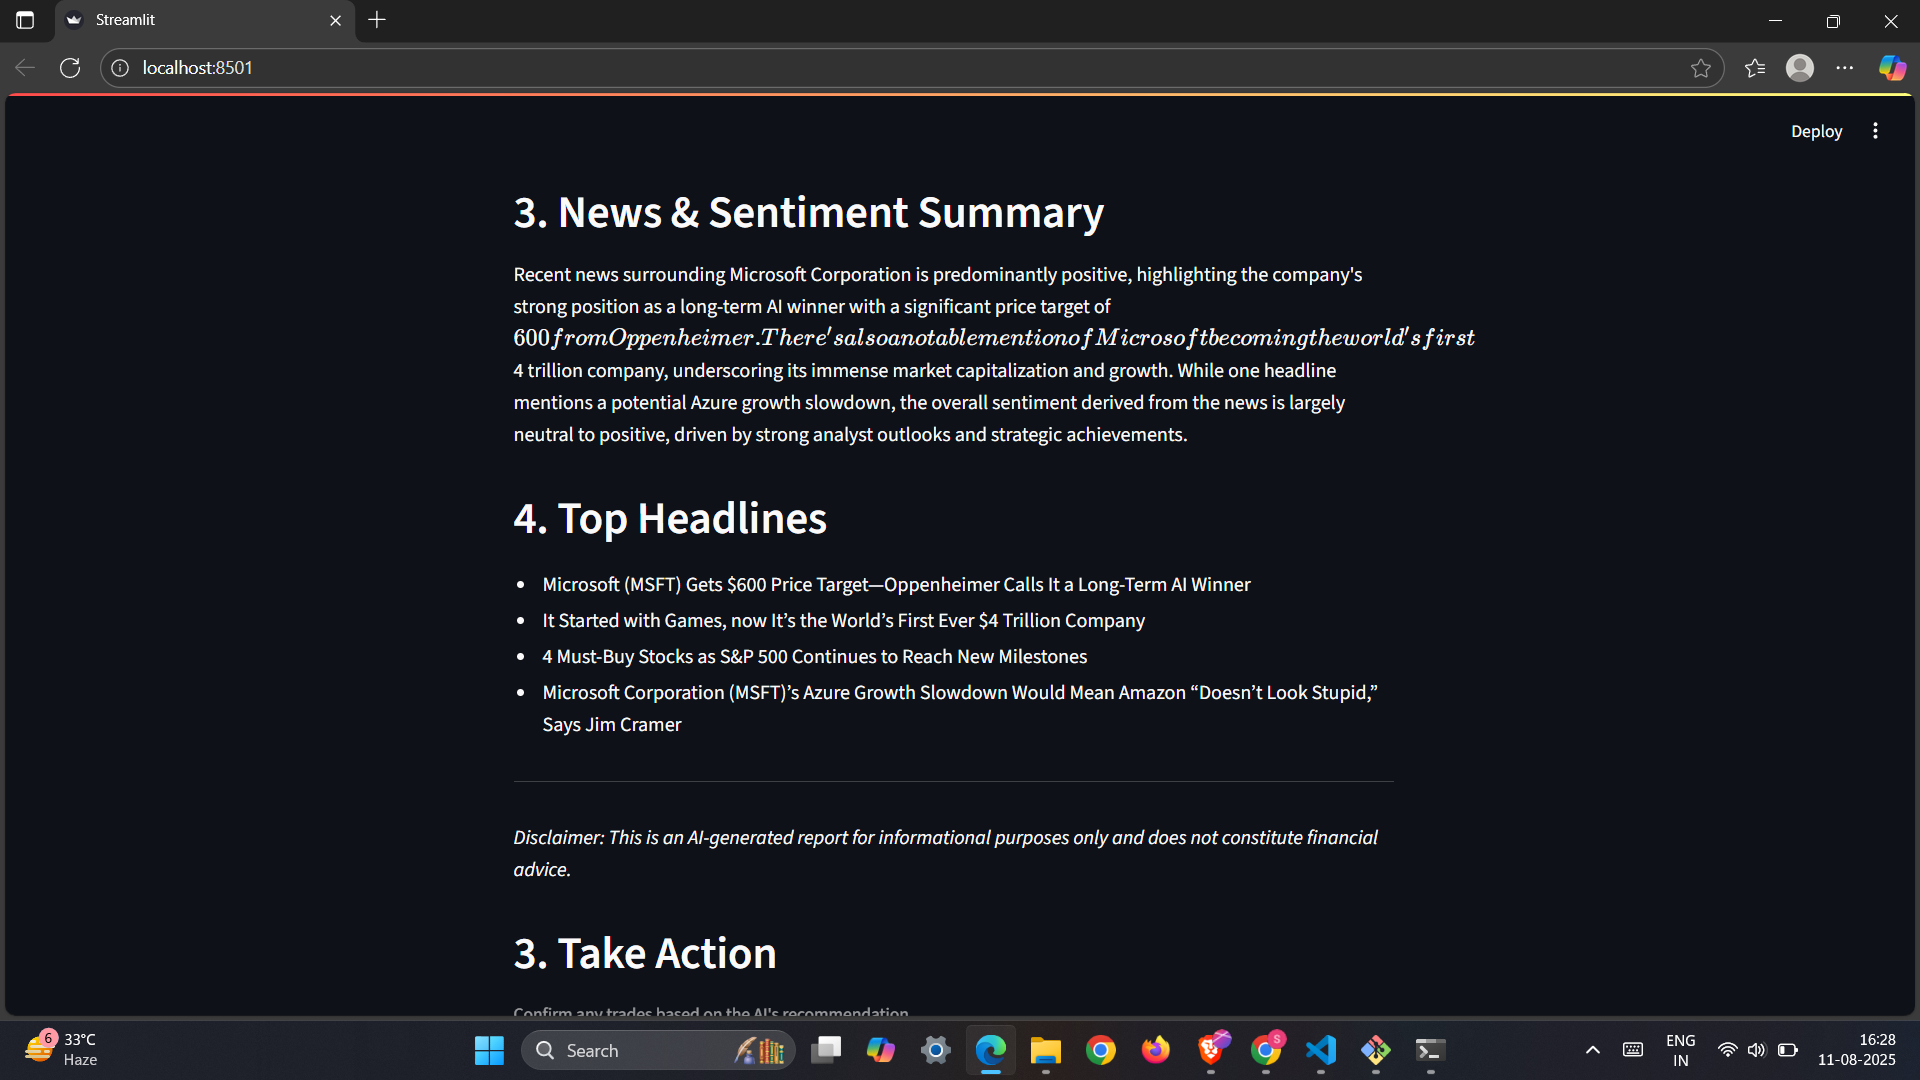 Streamlit
localhost:8501
Deploy
3. News & Sentiment Summary
Recent news surrounding Microsoft Corporation is predominantly positive, highlighting the company's
strong position as a long-term AI winner with a significant price target of
600fromOppenheimer.There′salsoanotablementionofMicrosoftbecomingtheworld′sfirst
4 trillion company, underscoring its immense market capitalization and growth. While one headline
mentions a potential Azure growth slowdown, the overall sentiment derived from the news is largely
neutral to positive, driven by strong analyst outlooks and strategic achievements.
4. Top Headlines
• Microsoft (MSFT) Gets $600 Price Target—Oppenheimer Calls It a Long-Term AI Winner
• It Started with Games, now It’s the World’s First Ever $4 Trillion Company
• 4 Must-Buy Stocks as S&P 500 Continues to Reach New Milestones
• Microsoft Corporation (MSFT)’s Azure Growth Slowdown Would Mean Amazon “Doesn’t Look Stupid,”
Says Jim Cramer
Disclaimer: This is an AI-generated report for informational purposes only and does not constitute financial
advice.
3. Take Action
Confirm any trades based on the AI's recommendation
6
33°C
Haze
Search
S
ENG
IN
16:28
11-08-2025